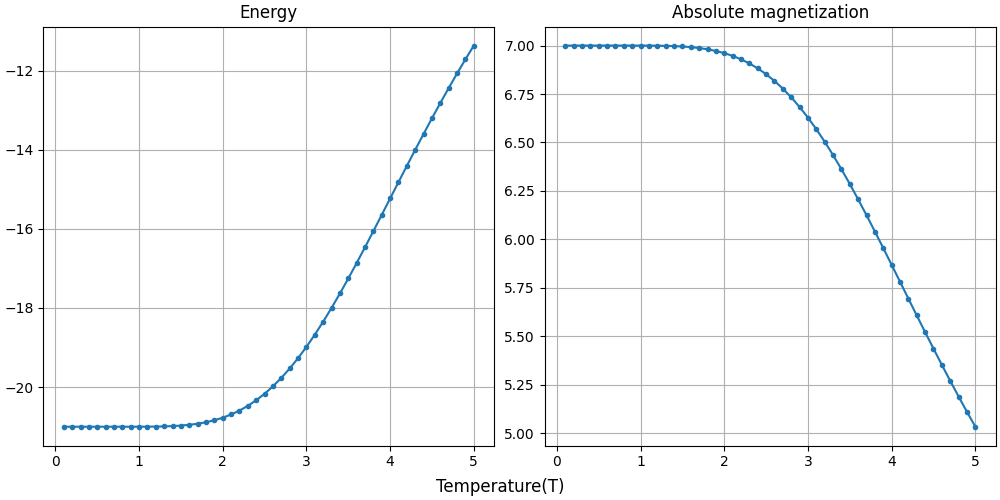 Energy
Absolute magnetization
−12
−14
−16
−18
−20
0 1 2 3 4 5
7.00
6.75
6.50
6.25
6.00
5.75
5.50
5.25
5.00
0 1 2 3 4 5
Temperature(T)